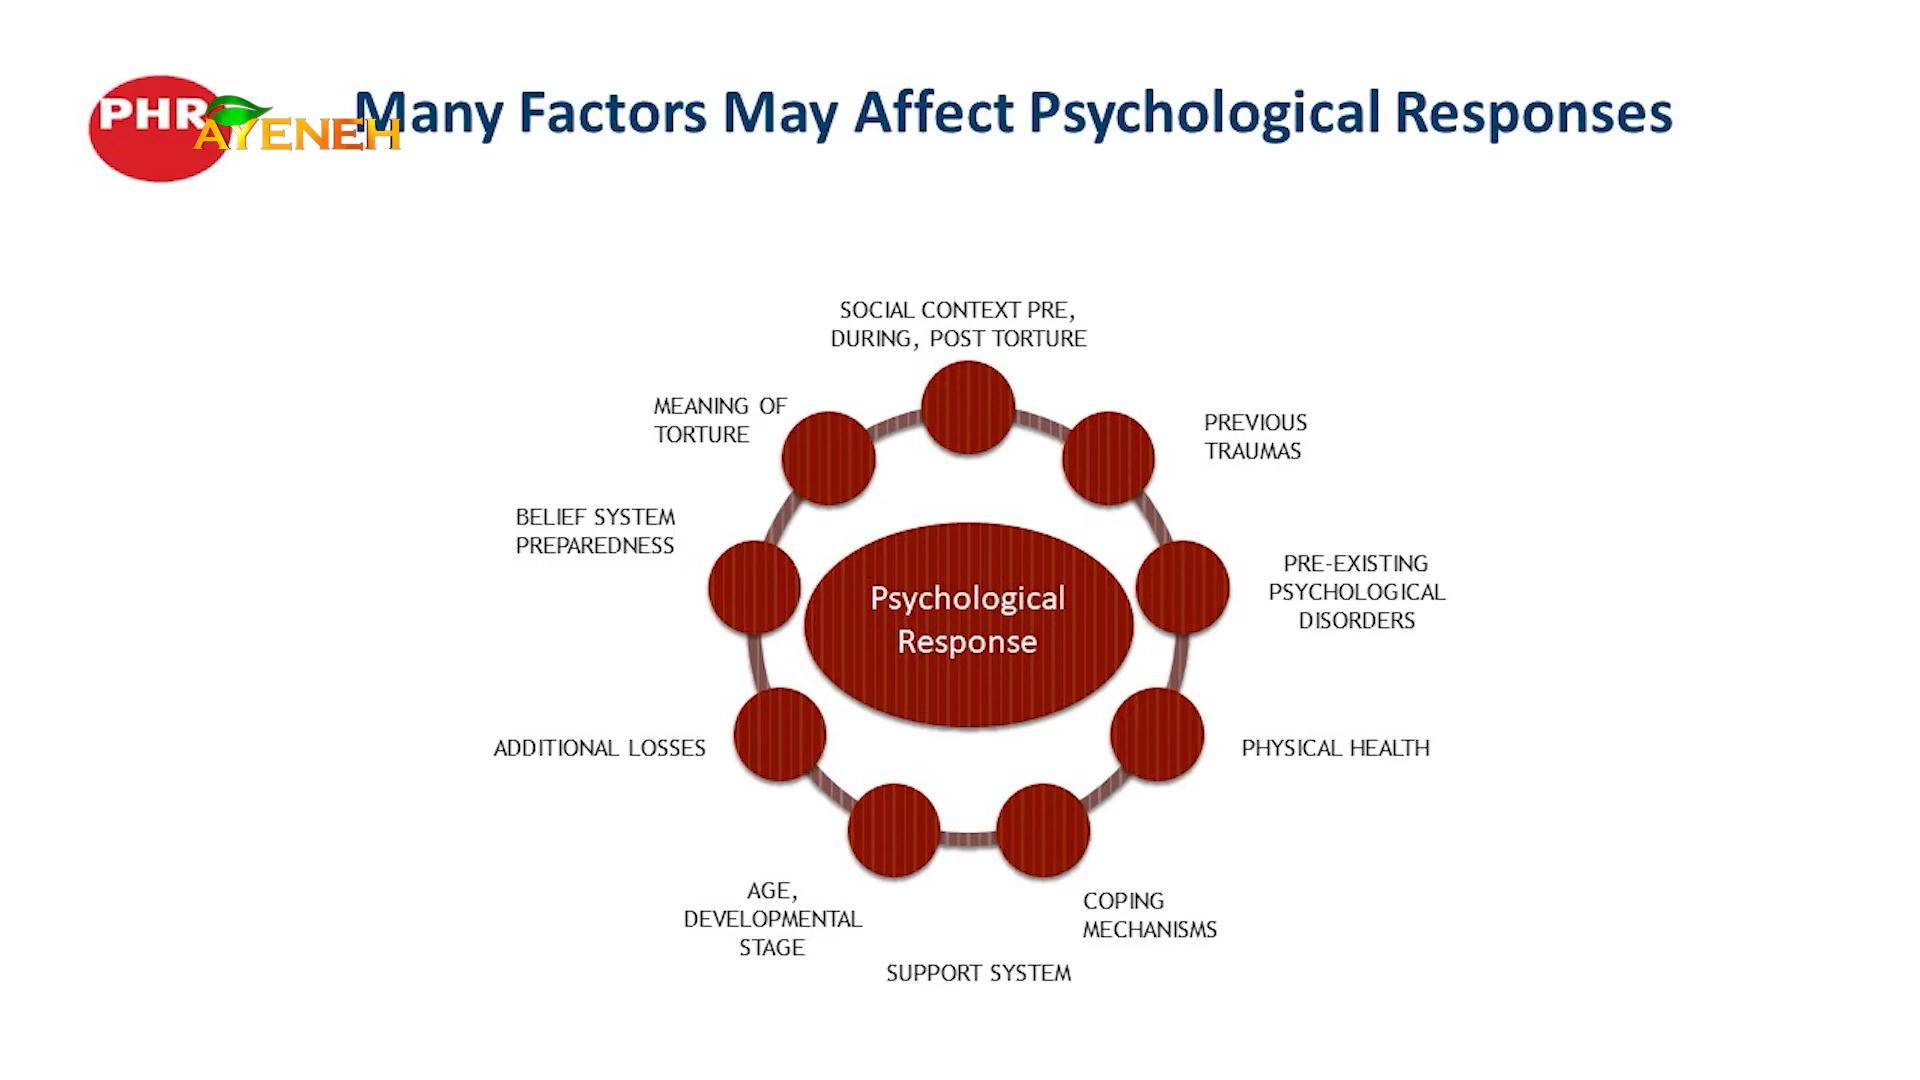 PHR
AYENEH
Many Factors May Affect Psychological Responses
SOCIAL CONTEXT PRE,
DURING, POST TORTURE
MEANING OF
TORTURE
PREVIOUS
TRAUMAS
BELIEF SYSTEM
PREPAREDNESS
PRE-EXISTING
PSYCHOLOGICAL
DISORDERS
Psychological
Response
ADDITIONAL LOSSES
PHYSICAL HEALTH
AGE,
DEVELOPMENTAL
STAGE
COPING
MECHANISMS
SUPPORT SYSTEM